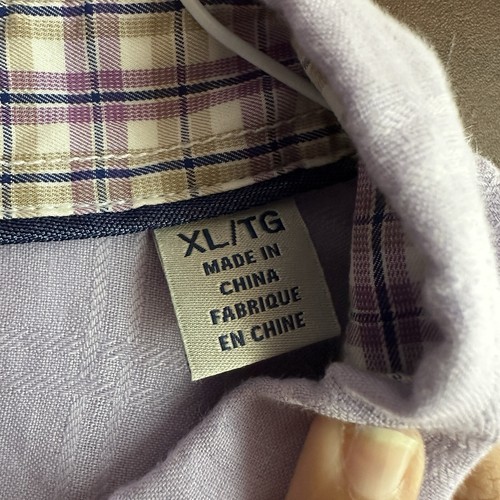 XL/TG
MADE IN
CHINA
FABRIQUE
EN CHINE